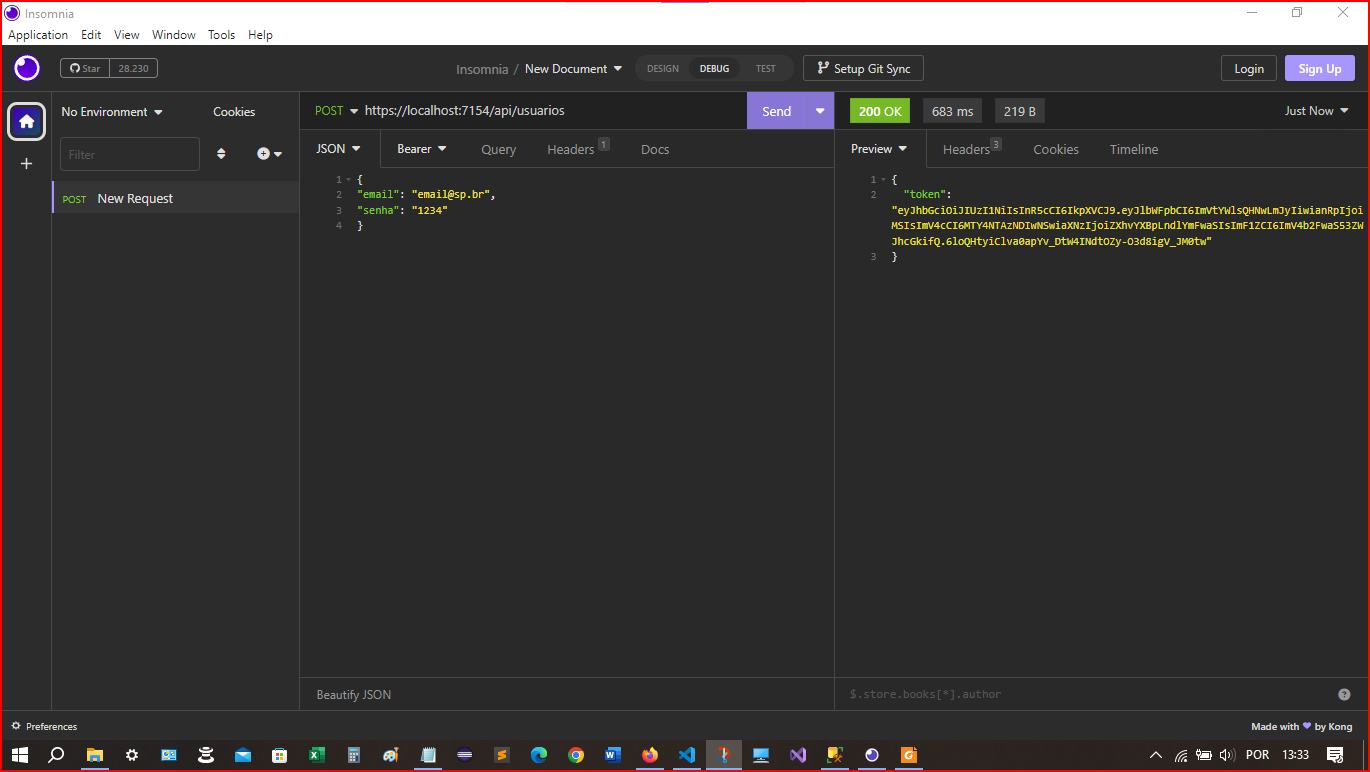 Insomnia
Application Edit View Window Tools Help
Star 28.230
Insomnia / New Document
DESIGN DEBUG TEST
Setup Git Sync
Login
Sign Up
No Environment
Cookies
Filter
POST New Request
POST https://localhost:7154/api/usuarios
Send
200 OK
683 ms
219 B
Just Now
JSON
Bearer
Query
Headers 1
Docs
1 {
2 "email": "email@sp.br",
3 "senha": "1234"
4 }
Preview
Headers 3
Cookies
Timeline
1 {
2 "token":
"eyJhbGciOiJIUzI1NiIsInR5cCI6IkpXVCJ9.eyJlbWFpbCI6ImVtYWlsQHNwLmJyIiwianRpIjoi
MSIsImV4cCI6MTY4NTAzNDIwNSwiaXNzIjoiZXhvYXBpLndlYmFwaSIsImF1ZCI6ImV4b2FwaS53ZW
JhcGkifQ.6loQHtyiClva0apYv_DtW4INdtOZy-O3d8igV_JM0tw"
3 }
Beautify JSON
$.store.books[*].author
Preferences
Made with ❤ by Kong
POR 13:33